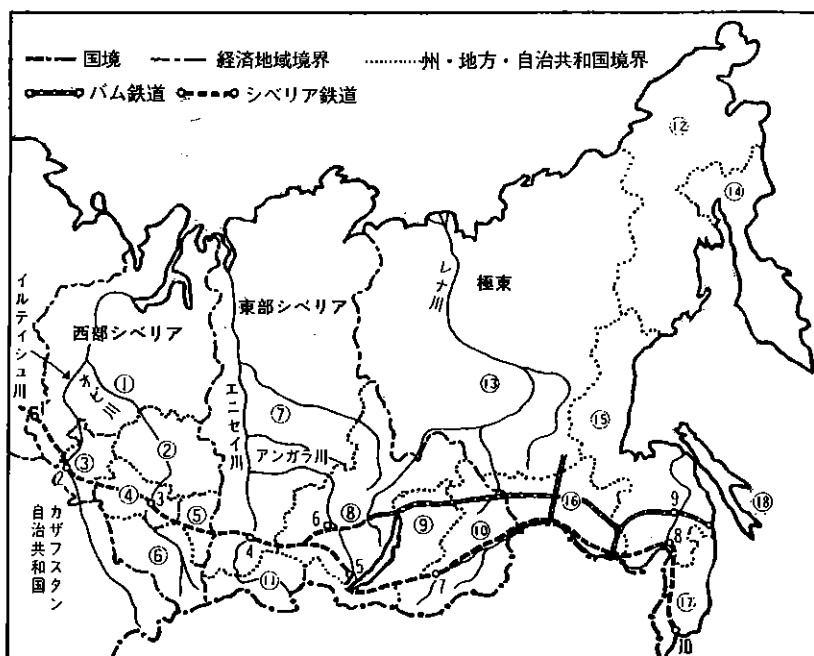 国境 経済地域境界 州・地方・自治共和国境界
バム鉄道 シベリア鉄道
⑫
⑭
イルティシュ川
西部シベリア
東部シベリア
レナ川
極東
オビ川
①
エニセイ川
⑦
⑬
⑮
②
アンガラ川
③
④
3
⑤
⑥
カザフスタン
自治共和国
4
⑪
6
⑧
5
⑨
⑩
7
⑯
9
8
⑱
⑰
10
1
2